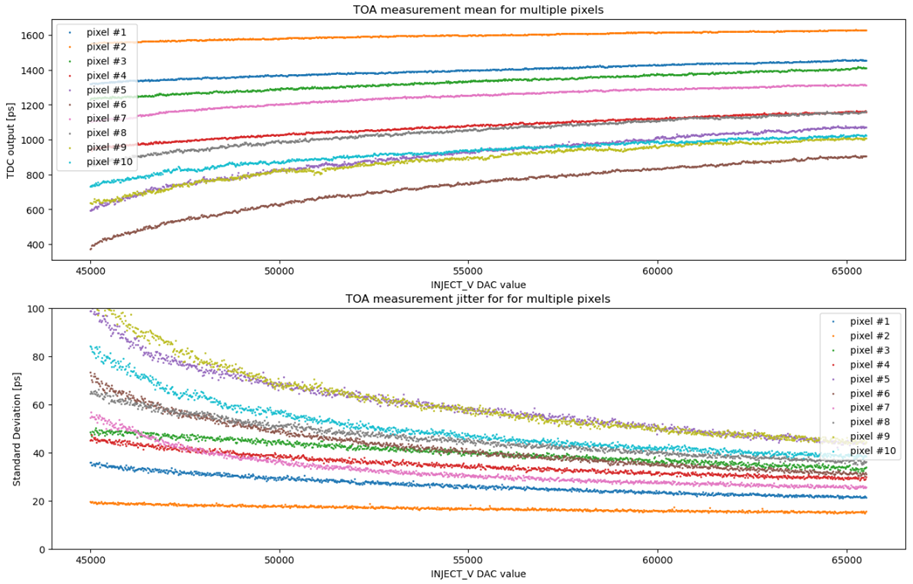 TOA measurement mean for multiple pixels
TDC output [ps]
1600
1400
1200
1000
800
600
400
pixel #1
pixel #2
pixel #3
pixel #4
pixel #5
pixel #6
pixel #7
pixel #8
pixel #9
pixel #10
45000 50000 55000 60000 65000
INJECT_V DAC value
TOA measurement jitter for for multiple pixels
Standard Deviation [ps]
100
80
60
40
20
0
pixel #1
pixel #2
pixel #3
pixel #4
pixel #5
pixel #6
pixel #7
pixel #8
pixel #9
pixel #10
45000 50000 55000 60000 65000
INJECT_V DAC value